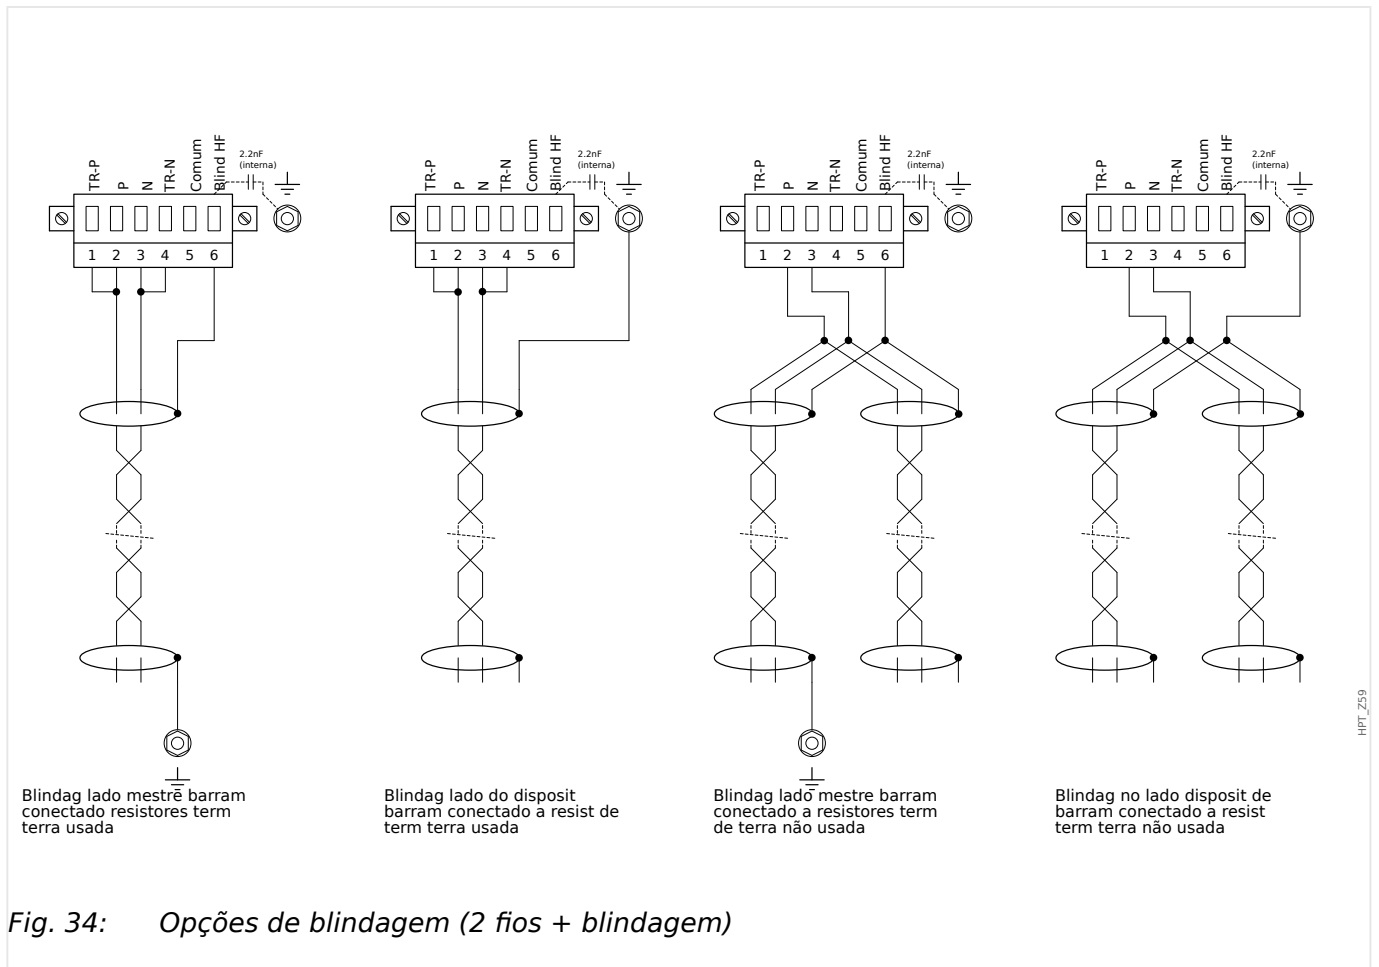 TR-P P N TR-N Comum Blind HF
2.2nF
(interna)
1 2 3 4 5 6
TR-P P N TR-N Comum Blind HF
2.2nF
(interna)
1 2 3 4 5 6
TR-P P N TR-N Comum Blind HF
2.2nF
(interna)
1 2 3 4 5 6
TR-P P N TR-N Comum Blind HF
2.2nF
(interna)
1 2 3 4 5 6
HPT_Z59
Blindag lado mestre barram
conectado resistores term
terra usada
Blindag lado do disposit
barram conectado a resist de
term terra usada
Blindag lado mestre barram
conectado a resistores term
de terra não usada
Blindag no lado disposit de
barram conectado a resist
term terra não usada
Fig. 34: Opções de blindagem (2 fios + blindagem)